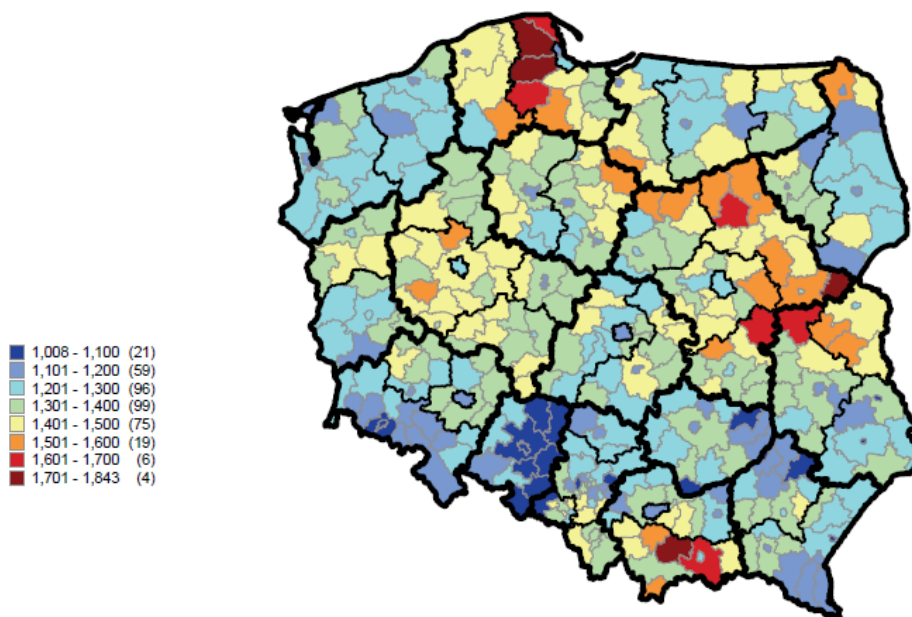 1,008 - 1,100 (21)
1,101 - 1,200 (59)
1,201 - 1,300 (96)
1,301 - 1,400 (99)
1,401 - 1,500 (75)
1,501 - 1,600 (19)
1,601 - 1,700 (6)
1,701 - 1,843 (4)